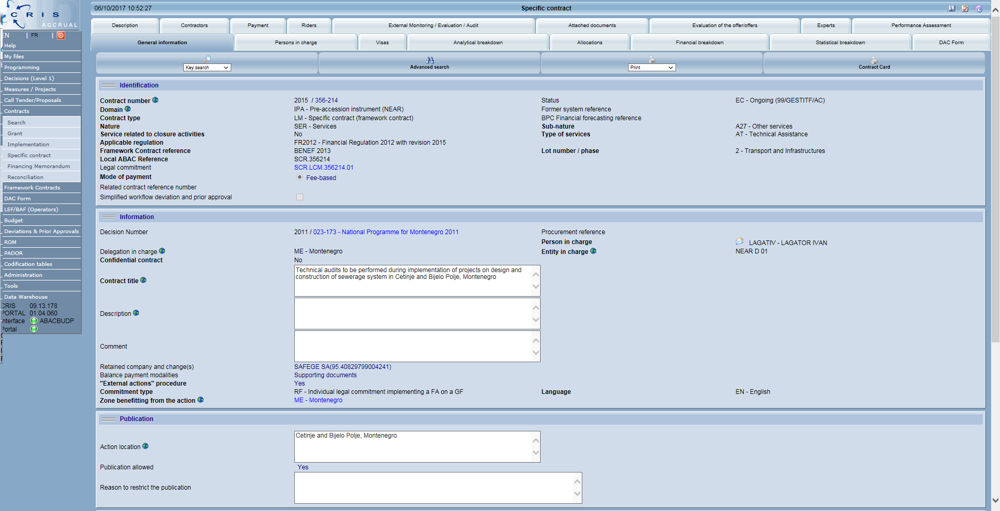 CRIS
ACCRUAL
EN | FR |
Help
My files
Programming
Decisions (Level 1)
Measures / Projects
Call Tender/Proposals
Contracts
Search
Grant
Implementation
Specific contract
Financing Memorandum
Reconciliation
Framework Contracts
DAC Form
LEF/BAF (Operators)
Budget
Deviations & Prior Approvals
ROM
PADOR
Codification tables
Administration
Tools
Data Warehouse
CRIS 09.13.178
PORTAL 01.04.060
nterface ABACBUDP
Portal
06/10/2017 10:52:27 Specific contract
Description Contractors Payment Riders External Monitoring / Evaluation / Audit Attached documents Evaluation of the offer/offers Experts Performance Assessment
General information Persons in charge Visas Analytical breakdown Allocations Financial breakdown Statistical breakdown DAC Form
Key search Advanced search Print Contract Card
Identification
Contract number 2015 / 356-214 Status EC - Ongoing (99/GESTITF/AC)
Domain IPA - Pre-accession instrument (NEAR) Former system reference
Contract type LM - Specific contract (framework contract) BPC Financial forecasting reference
Nature SER - Services Sub-nature A27 - Other services
Service related to closure activities No Type of services AT - Technical Assistance
Applicable regulation FR2012 - Financial Regulation 2012 with revision 2015
Framework Contract reference BENEF 2013 Lot number / phase 2 - Transport and Infrastructures
Local ABAC Reference SCR.356214
Legal commitment SCR.LCM.356214.01
Mode of payment Fee-based
Related contract reference number
Simplified workflow deviation and prior approval
Information
Decision Number 2011 / 023-173 - National Programme for Montenegro 2011 Procurement reference
Person in charge LAGATIV - LAGATOR IVAN
Delegation in charge ME - Montenegro Entity in charge NEAR D 01
Confidential contract No
Contract title Technical audits to be performed during implementation of projects on design and
construction of sewerage system in Cetinje and Bijelo Polje, Montenegro
Description
Comment
Retained company and change(s) SAFEGE SA(95.40829799004241)
Balance payment modalities Supporting documents
"External actions" procedure Yes
Commitment type RF - Individual legal commitment implementing a FA on a GF Language EN - English
Zone benefitting from the action ME - Montenegro
Publication
Action location Cetinje and Bijelo Polje, Montenegro
Publication allowed Yes
Reason to restrict the publication